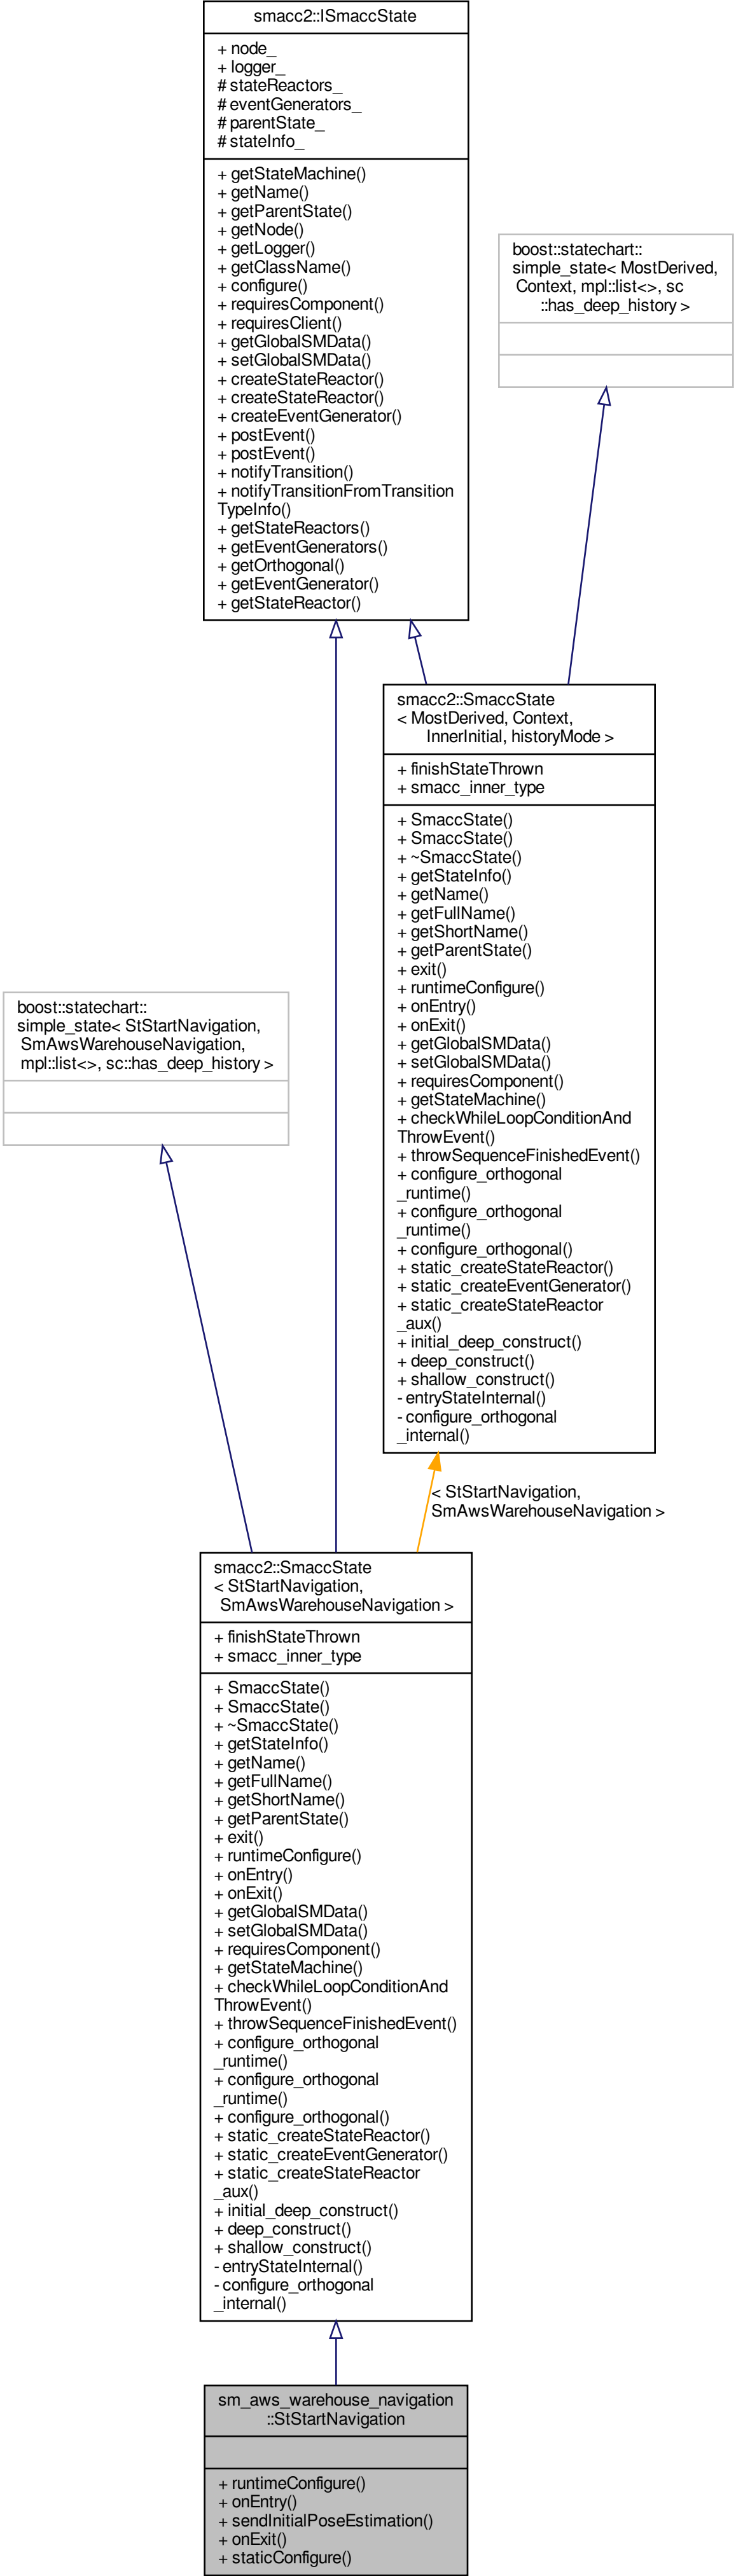 smacc2::ISmaccState
+ node_
+ logger_
# stateReactors_
# eventGenerators_
# parentState_
# stateInfo_
+ getStateMachine()
+ getName()
+ getParentState()
+ getNode()
+ getLogger()
+ getClassName()
+ configure()
+ requiresComponent()
+ requiresClient()
+ getGlobalSMData()
+ setGlobalSMData()
+ createStateReactor()
+ createStateReactor()
+ createEventGenerator()
+ postEvent()
+ postEvent()
+ notifyTransition()
+ notifyTransitionFromTransition
TypeInfo()
+ getStateReactors()
+ getEventGenerators()
+ getOrthogonal()
+ getEventGenerator()
+ getStateReactor()
boost::statechart::
simple_state< MostDerived,
Context, mpl::list<>, sc
::has_deep_history >
smacc2::SmaccState
< MostDerived, Context,
InnerInitial, historyMode >
+ finishStateThrown
+ smacc_inner_type
+ SmaccState()
+ SmaccState()
+ ~SmaccState()
+ getStateInfo()
+ getName()
+ getFullName()
+ getShortName()
+ getParentState()
+ exit()
+ runtimeConfigure()
+ onEntry()
+ onExit()
+ getGlobalSMData()
+ setGlobalSMData()
+ requiresComponent()
+ getStateMachine()
+ checkWhileLoopConditionAnd
ThrowEvent()
+ throwSequenceFinishedEvent()
+ configure_orthogonal
_runtime()
+ configure_orthogonal
_runtime()
+ configure_orthogonal()
+ static_createStateReactor()
+ static_createEventGenerator()
+ static_createStateReactor
_aux()
+ initial_deep_construct()
+ deep_construct()
+ shallow_construct()
- entryStateInternal()
- configure_orthogonal
_internal()
boost::statechart::
simple_state< StStartNavigation,
SmAwsWarehouseNavigation,
mpl::list<>, sc::has_deep_history >
< StStartNavigation,
SmAwsWarehouseNavigation >
smacc2::SmaccState
< StStartNavigation,
SmAwsWarehouseNavigation >
+ finishStateThrown
+ smacc_inner_type
+ SmaccState()
+ SmaccState()
+ ~SmaccState()
+ getStateInfo()
+ getName()
+ getFullName()
+ getShortName()
+ getParentState()
+ exit()
+ runtimeConfigure()
+ onEntry()
+ onExit()
+ getGlobalSMData()
+ setGlobalSMData()
+ requiresComponent()
+ getStateMachine()
+ checkWhileLoopConditionAnd
ThrowEvent()
+ throwSequenceFinishedEvent()
+ configure_orthogonal
_runtime()
+ configure_orthogonal
_runtime()
+ configure_orthogonal()
+ static_createStateReactor()
+ static_createEventGenerator()
+ static_createStateReactor
_aux()
+ initial_deep_construct()
+ deep_construct()
+ shallow_construct()
- entryStateInternal()
- configure_orthogonal
_internal()
sm_aws_warehouse_navigation
::StStartNavigation
+ runtimeConfigure()
+ onEntry()
+ sendInitialPoseEstimation()
+ onExit()
+ staticConfigure()